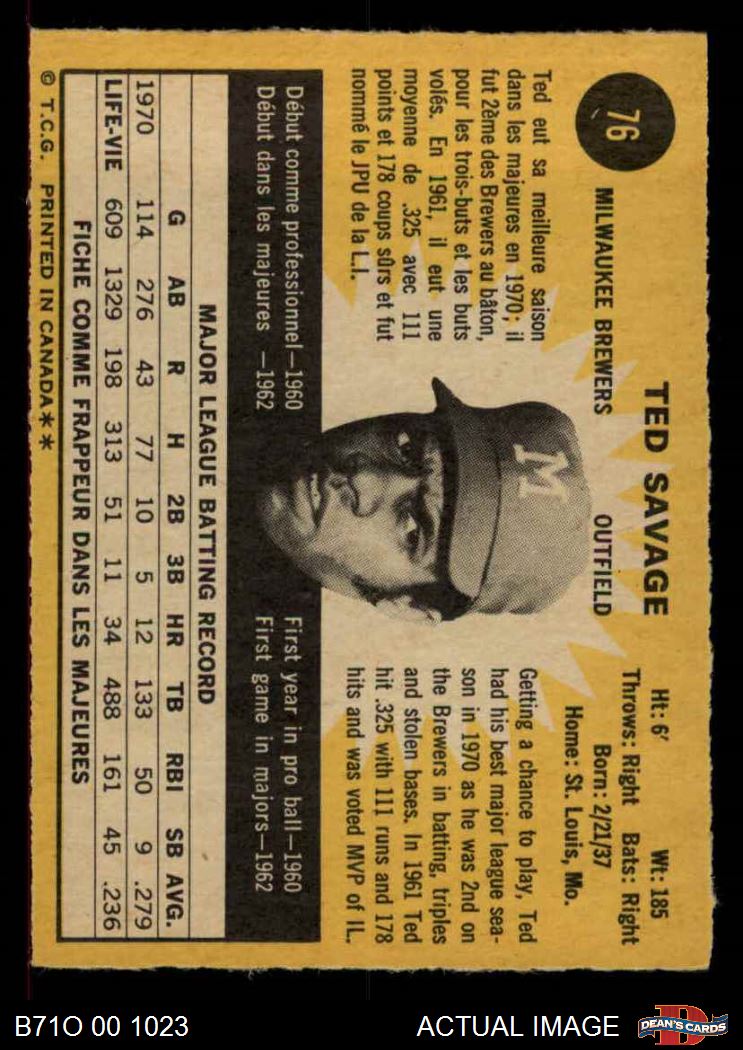 76
TED SAVAGE
MILWAUKEE BREWERS OUTFIELD
Ht: 6' Wt: 185
Throws: Right Bats: Right
Born: 2/21/37
Home: St. Louis, Mo.
Ted eut sa meilleure saison
dans les majeures en 1970; il
fut 2ème des Brewers au bâton,
pour les trois-buts et les buts
volés. En 1961, il eut une
moyenne de .325 avec 111
points et 178 coups sûrs et fut
nommé le JPU de la L.I.
M
Getting a chance to play, Ted
had his best major league sea-
son in 1970 as he was 2nd on
the Brewers in batting, triples
and stolen bases. In 1961 Ted
hit .325 with 111 runs and 178
hits and was voted MVP of IL.
Début comme professionnel—1960
Début dans les majeures —1962
First year in pro ball—1960
First game in majors—1962
MAJOR LEAGUE BATTING RECORD
G AB R H 2B 3B HR TB RBI SB AVG.
1970 114 276 43 77 10 5 12 133 50 9 .279
LIFE-VIE 609 1329 198 313 51 11 34 488 161 45 .236
FICHE COMME FRAPPEUR DANS LES MAJEURES
© T.C.G. PRINTED IN CANADA**
B71O 00 1023
ACTUAL IMAGE
D
DEAN'S CARDS